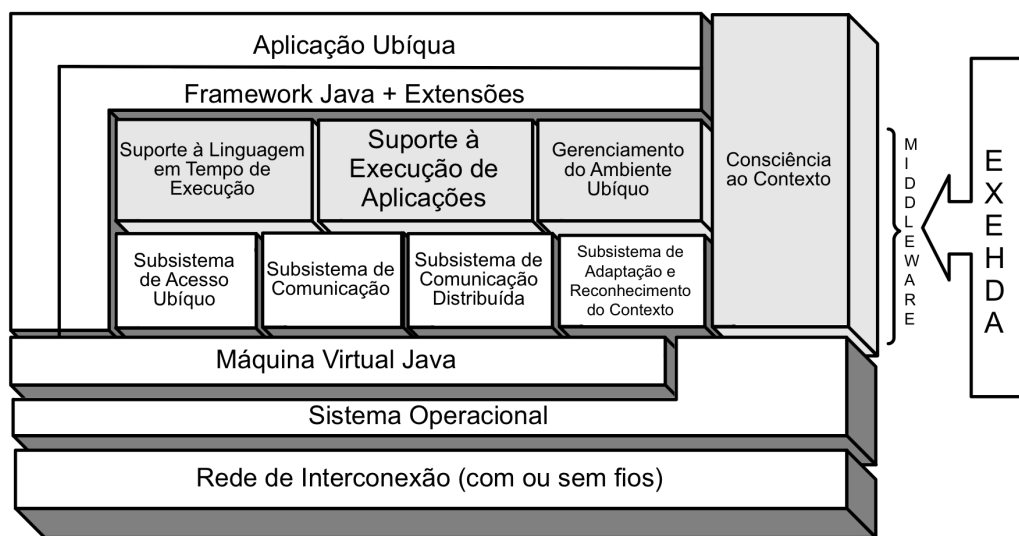 Aplicação Ubíqua
Framework Java + Extensões
Suporte à Linguagem
em Tempo de
Execução
Suporte à
Execução de
Aplicações
Gerenciamento
do Ambiente
Ubíquo
Consciência
ao Contexto
Subsistema
de Acesso
Ubíquo
Subsistema de
Comunicação
Subsistema de
Comunicação
Distribuída
Subsistema de
Adaptação e
Reconhecimento
do Contexto
Máquina Virtual Java
Sistema Operacional
Rede de Interconexão (com ou sem fios)
MIDDLEWARE
EXEHDA